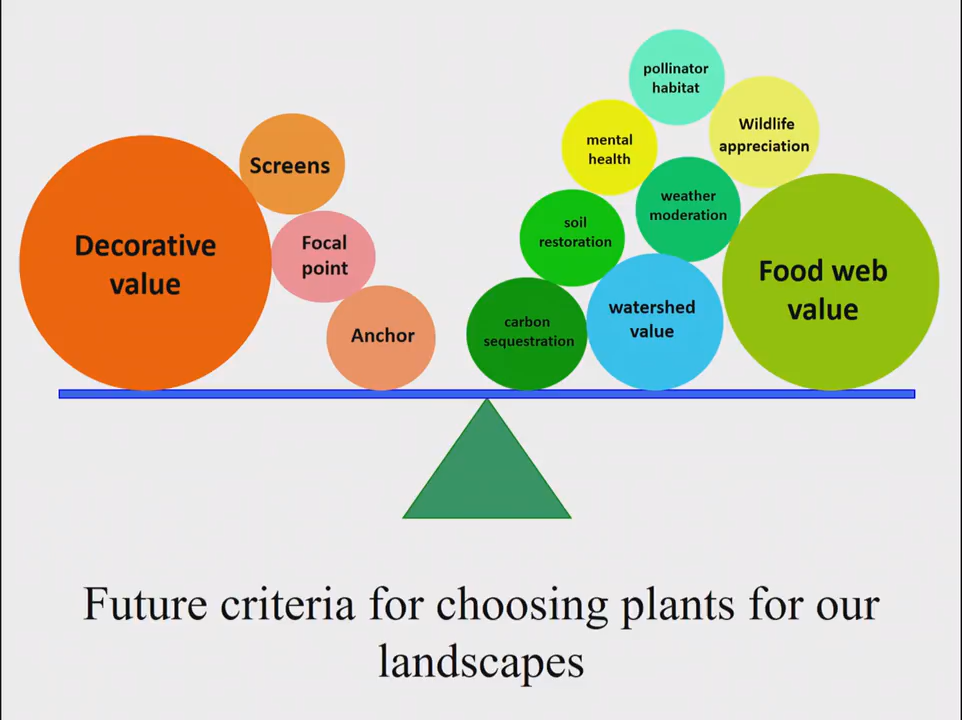 Decorative
value
Screens
Focal
point
Anchor
pollinator
habitat
mental
health
Wildlife
appreciation
weather
moderation
soil
restoration
carbon
sequestration
watershed
value
Food web
value
Future criteria for choosing plants for our
landscapes